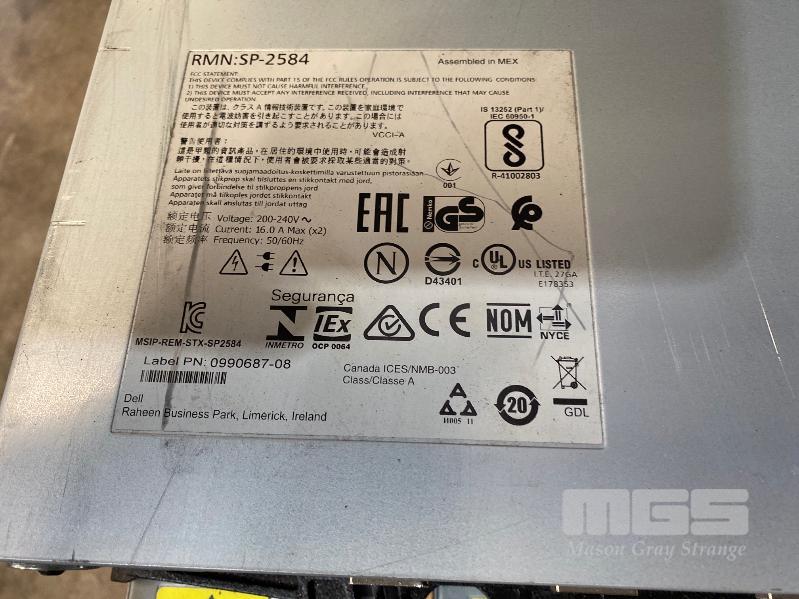 RMN:SP-2584
Assembled in MEX
FCC STATEMENT:
THIS DEVICE COMPLIES WITH PART 15 OF THE FCC RULES OPERATION IS SUBJECT TO THE FOLLOWING CONDITIONS:
1) THIS DEVICE MAY NOT CAUSE HARMFUL INTERFERENCE.
2) THIS DEVICE MUST ACCEPT ANY INTERFERENCE RECEIVED, INCLUDING INTERFERENCE THAT MAY CAUSE
UNDESIRED OPERATION.
この装置は、クラスA情報技術装置です。この装置を家庭環境で
使用すると電波妨害を引き起こすことがあります。この場合には
使用者が適切な対策を講ずるよう要求されることがあります。
VCCI-A
警告使用者:
這是甲類的資訊產品，在居住的環境中使用時，可能會造成射
頻干擾，在這種情況下，使用者會被要求採取某些適當的對策。
Laite on liitettävä suojamaadoitus-koskettimilla varustettuun pistorasiaan
Apparatets stikprop skal tilsluttes en stikkontakt med jord,
som giver forbindelse til stikproppens jord
Apparatet må tilkoples jordet stikkontakt
Apparaten skall anslutas till jordat uttag
IS 13252 (Part 1)/
IEC 60950-1
R-41002803
001
额定电压 Voltage: 200-240V～
额定电流 Current: 16.0 A Max (x2)
额定频率 Frequency: 50/60Hz
EAC
Nemko
GS
N
D43401
C UL US LISTED
I.T.E. 27GA
E178353
MSIP-REM-STX-SP2584
Segurança
INMETRO
IEx
OCP 0064
CE
NOM
NYCE
Label PN: 0990687-08
Canada ICES/NMB-003
Class/Classe A
Dell
Raheen Business Park, Limerick, Ireland
20
GDL
MGS
Mason Gray Strange